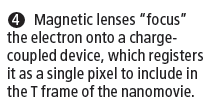 ❹ Magnetic lenses “focus”
the electron onto a charge-
coupled device, which registers
it as a single pixel to include in
the T frame of the nanomovie.